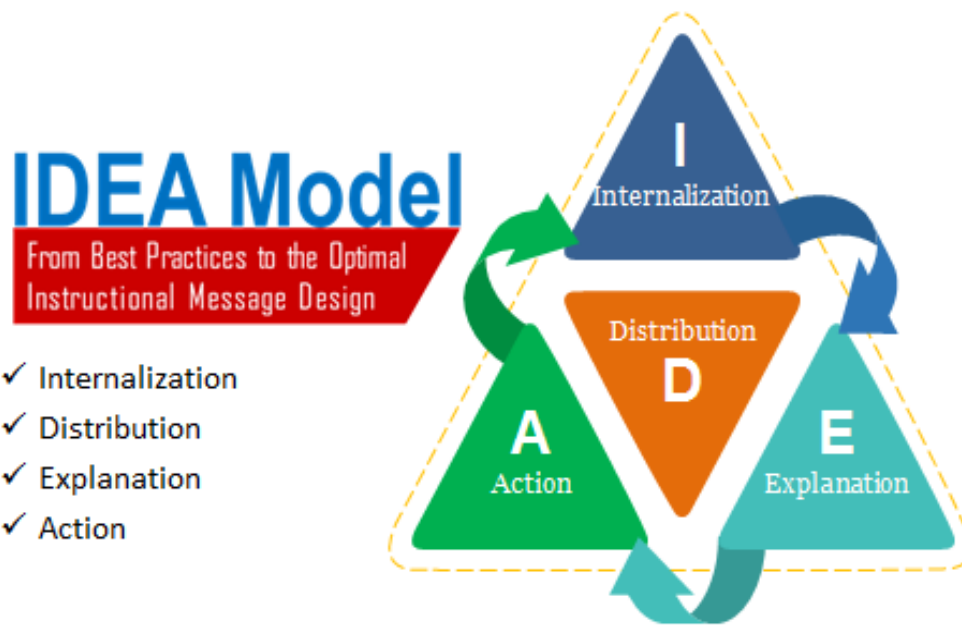 IDEA Model
From Best Practices to the Optimal
Instructional Message Design
✓ Internalization
✓ Distribution
✓ Explanation
✓ Action
I
Internalization
Distribution
D
A
Action
E
Explanation